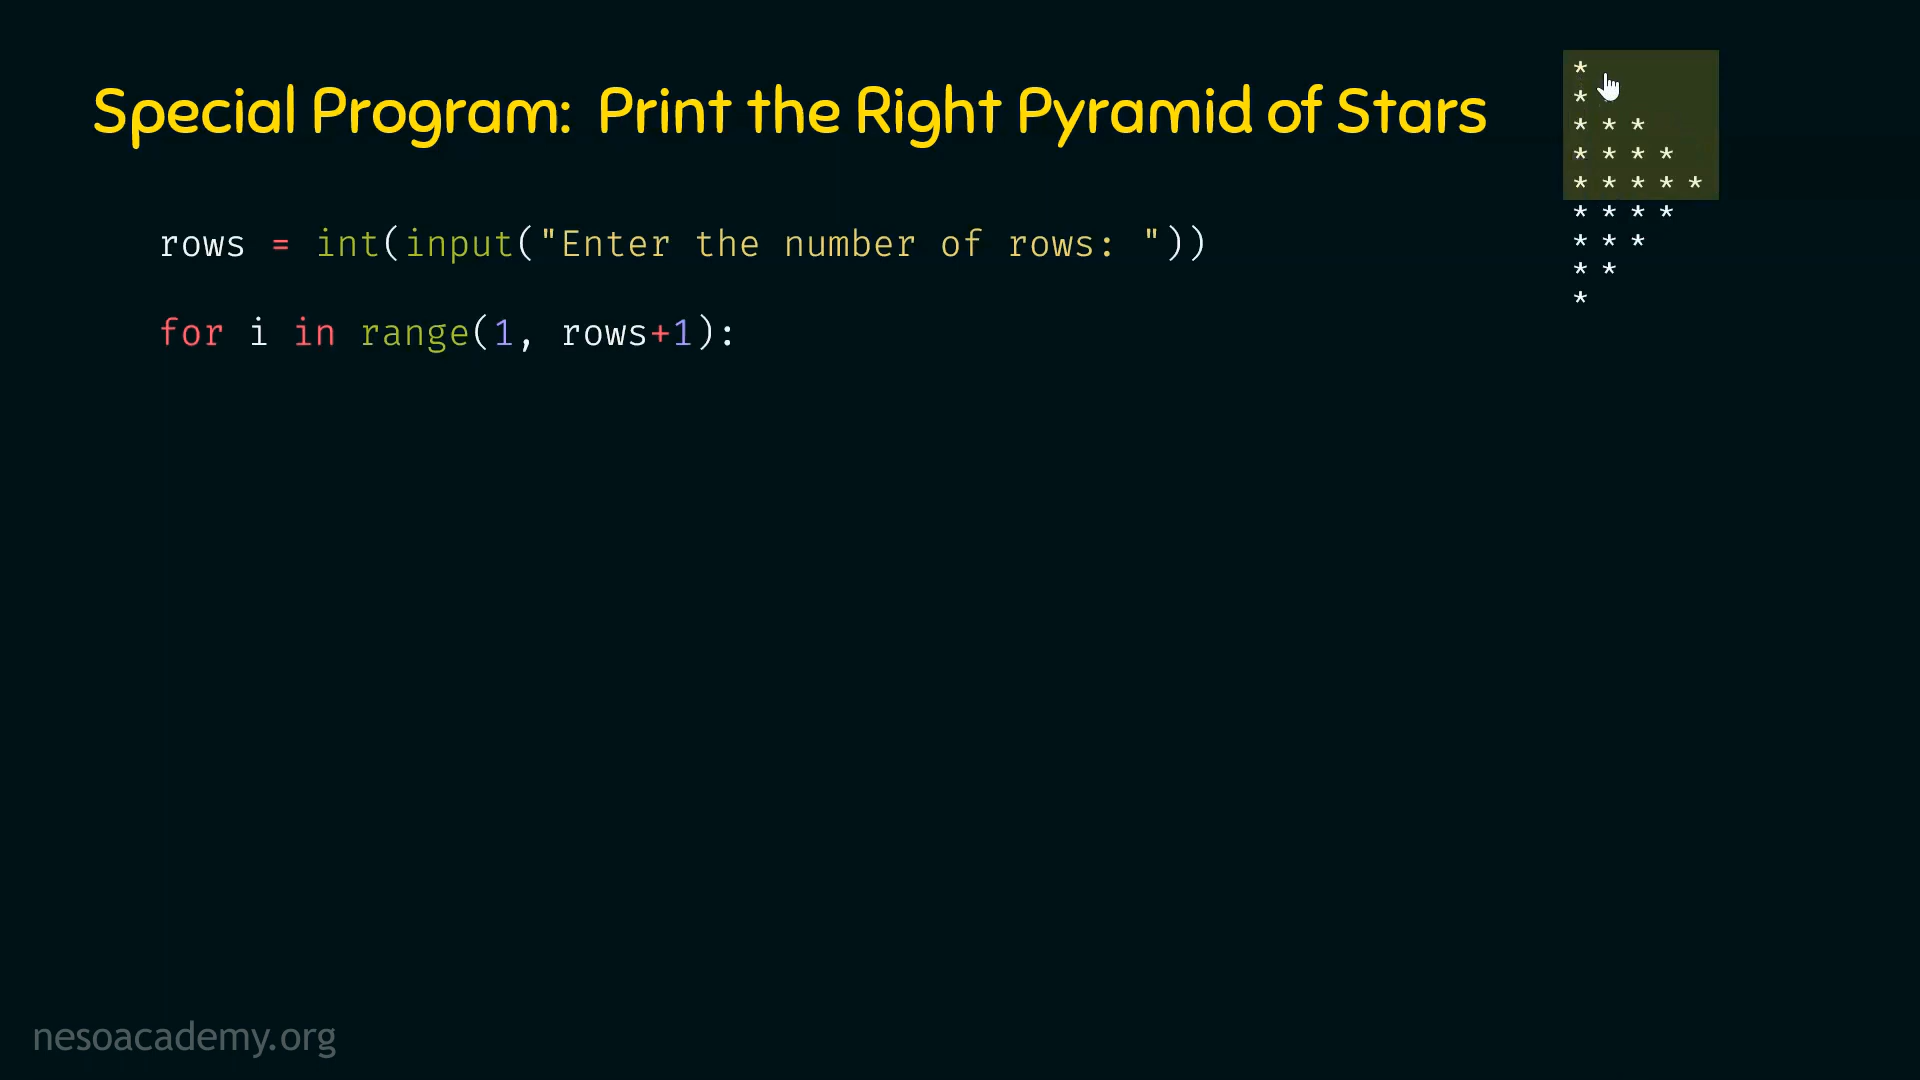 Special Program: Print the Right Pyramid of Stars
rows = int(input("Enter the number of rows: "))
for i in range(1, rows+1):
*
*
* * *
* * * *
* * * * *
* * * *
* * *
* *
*
nesoacademy.org